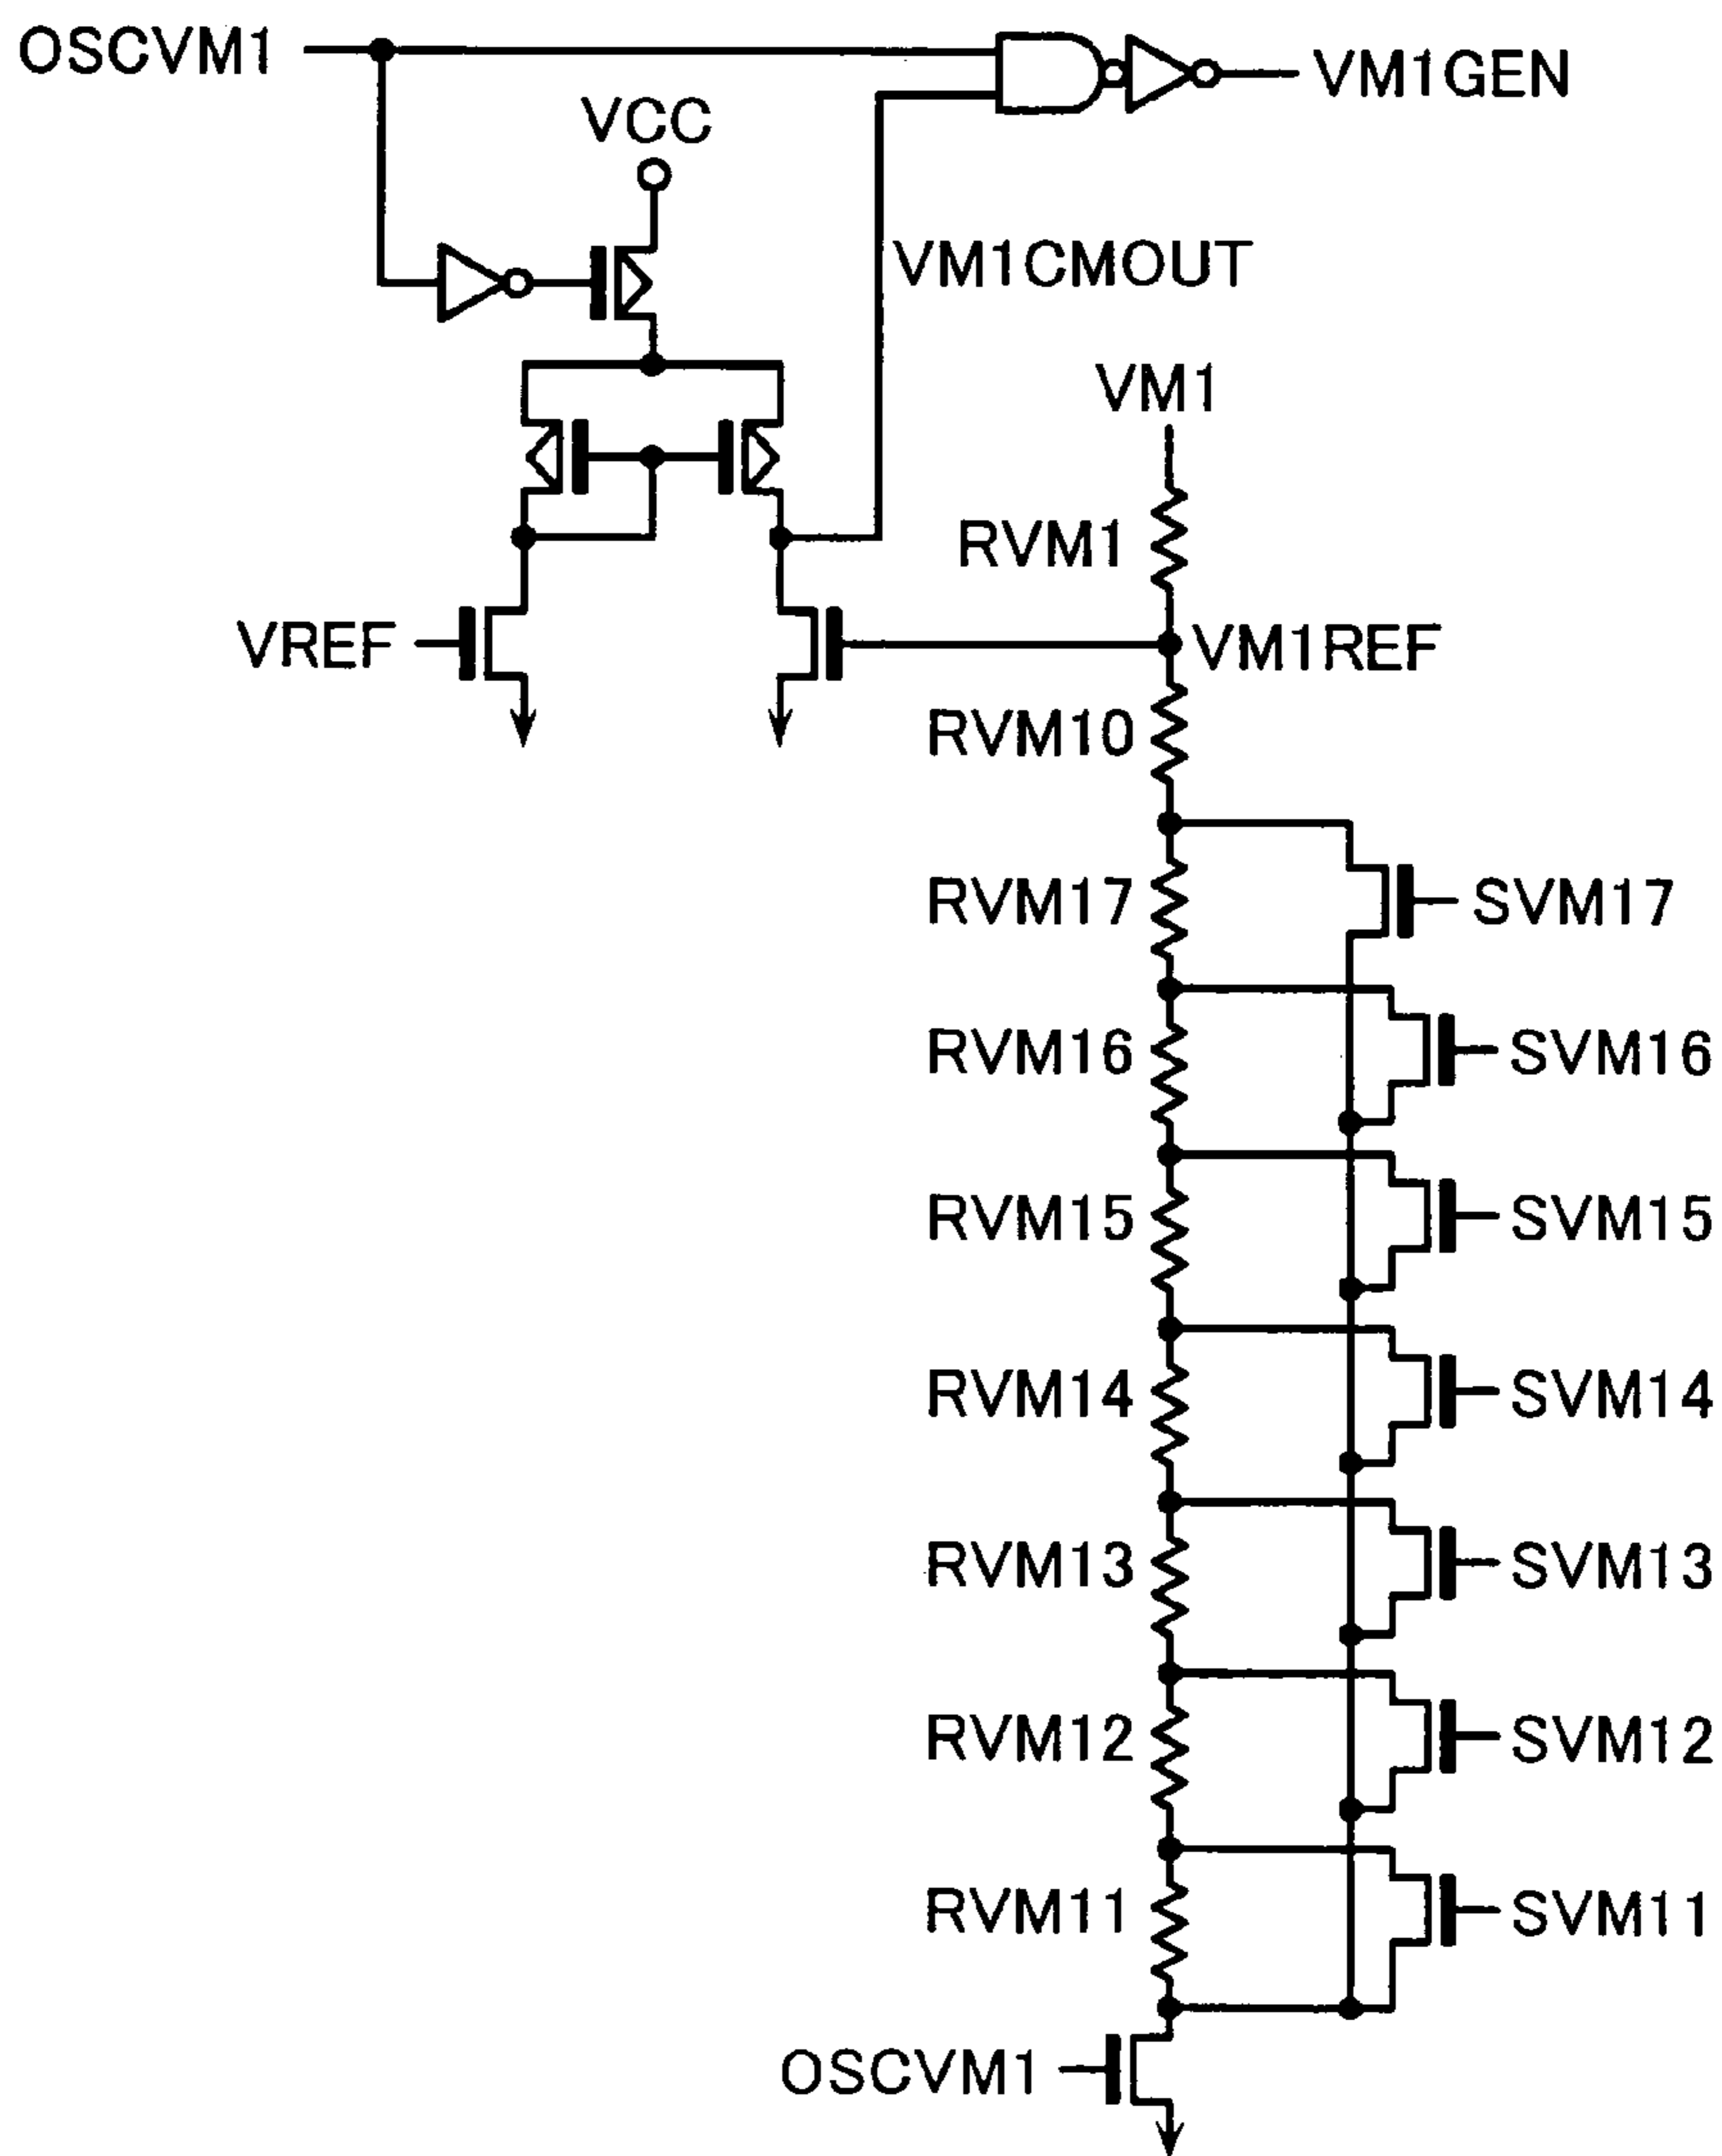 OSCVM1
VM1GEN
VCC
VM1CMOUT
VM1
RVM1
VREF
VM1REF
RVM10
RVM17
SVM17
RVM16
SVM16
RVM15
SVM15
RVM14
SVM14
RVM13
SVM13
RVM12
SVM12
RVM11
SVM11
OSCVM1